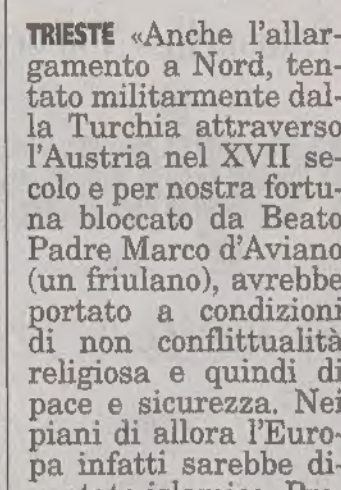 TRIESTE «Anche l'allar-
gamento a Nord, ten-
tato militarmente dal-
la Turchia attraverso
l'Austria nel XVII se-
colo e per nostra fortu-
na bloccato da Beato
Padre Marco d'Aviano
(un friulano), avrebbe
portato a condizioni
di non conflittualità
religiosa e quindi di
pace e sicurezza. Nei
piani di allora l'Euro-
pa infatti sarebbe di-